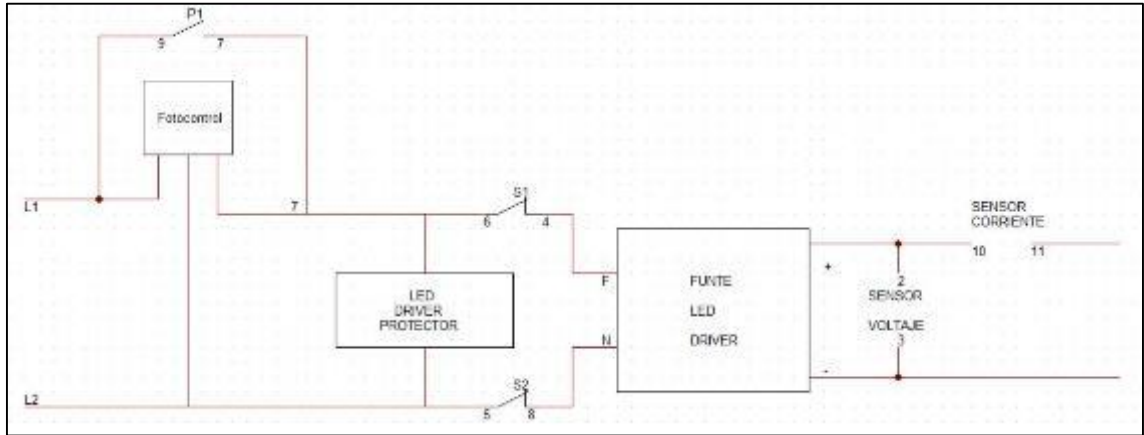 P1
9 7
Fotocontrol
L1
7
S1
6 4
SENSOR
CORRIENTE
10 11
F
FUNTE
+
2
LED
DRIVER
PROTECTOR
SENSOR
LED
VOLTAJE
N
DRIVER
3
-
S2
L2
5 8